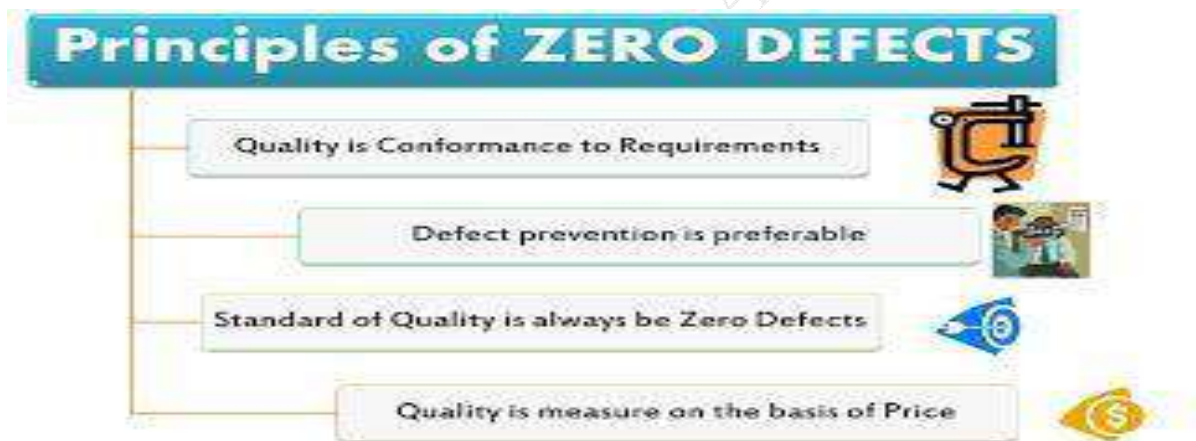 Principles of ZERO DEFECTS
Quality is Conformance to Requirements
Defect prevention is preferable
Standard of Quality is always be Zero Defects
Quality is measure on the basis of Price